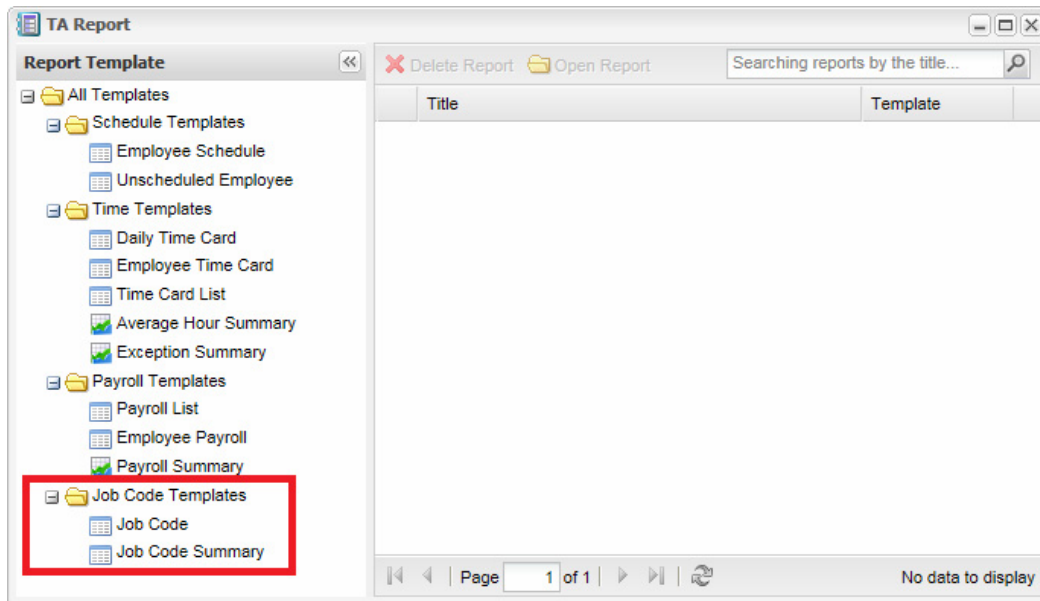 TA Report
Report Template
All Templates
Schedule Templates
Employee Schedule
Unscheduled Employee
Time Templates
Daily Time Card
Employee Time Card
Time Card List
Average Hour Summary
Exception Summary
Payroll Templates
Payroll List
Employee Payroll
Payroll Summary
Job Code Templates
Job Code
Job Code Summary
Delete Report Open Report Searching reports by the title...
Title Template
Page 1 of 1 No data to display